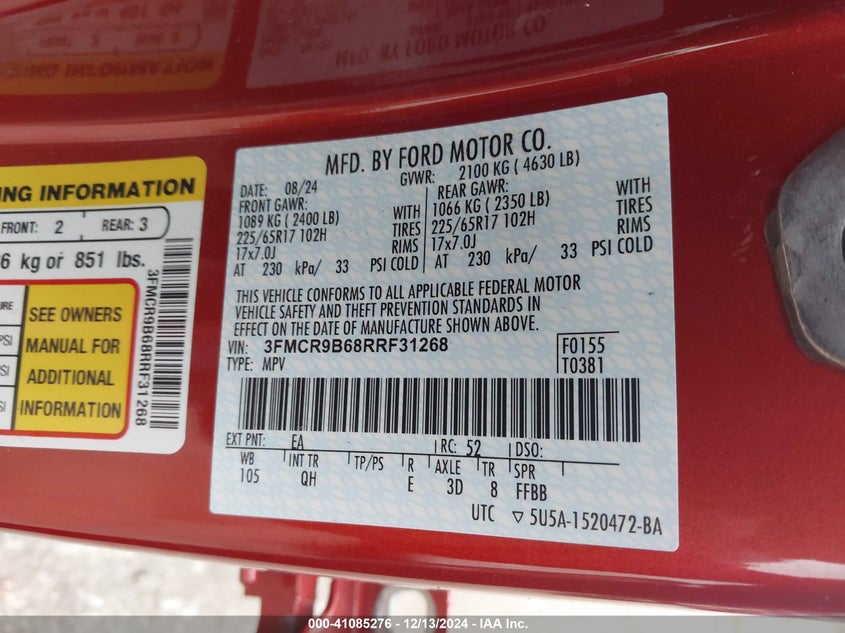 MFD. BY FORD MOTOR CO.
DATE: 08/24
GVWR: 2100 KG ( 4630 LB)
FRONT GAWR:
1089 KG ( 2400 LB) WITH
225/65R17 102H TIRES
17x7.0J RIMS
AT 230 kPa/ 33 PSI COLD
REAR GAWR:
1066 KG ( 2350 LB) WITH
225/65R17 102H TIRES
17x7.0J RIMS
AT 230 kPa/ 33 PSI COLD
THIS VEHICLE CONFORMS TO ALL APPLICABLE FEDERAL MOTOR
VEHICLE SAFETY AND THEFT PREVENTION STANDARDS IN
EFFECT ON THE DATE OF MANUFACTURE SHOWN ABOVE.
VIN: 3FMCR9B68RRF31268
TYPE: MPV
F0155
T0381
EXT PNT: EA RC: 52 DSO:
WB INT TR TP/PS R AXLE TR SPR
105 QH E 3D 8 FFBB
UTC ▽ 5U5A-1520472-BA
ING INFORMATION
FRONT: 2 REAR: 3
6 kg or 851 lbs.
SEE OWNERS
MANUAL FOR
ADDITIONAL
INFORMATION
3FMCR9B68RRF31268
000-41085276 - 12/13/2024 - IAA Inc.